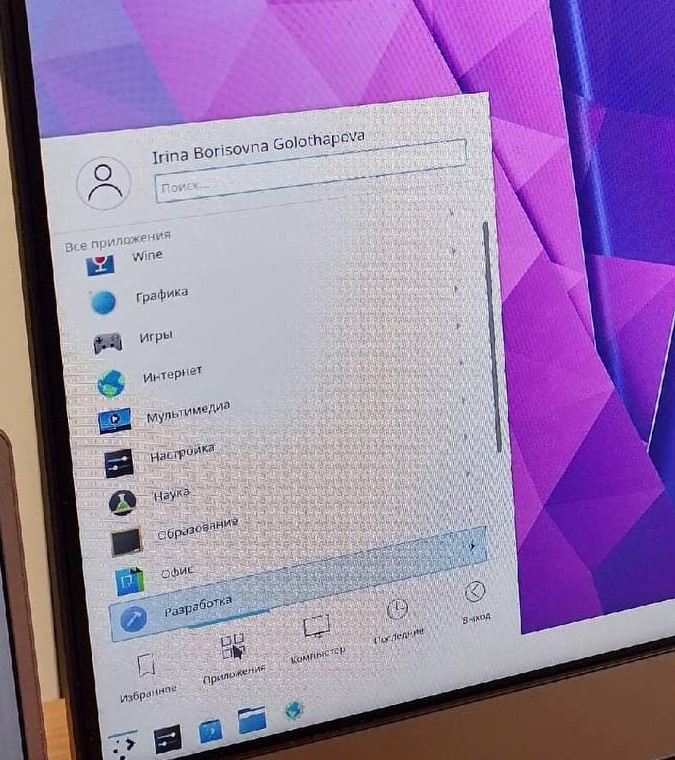 Irina Borisovna Golothapova
Поиск...
Все приложения
Wine
Графика
Игры
Интернет
Мультимедиа
Настройка
Наука
Образование
Офис
Разработка
Избранное
Приложения
Компьютер
Последние
Выход